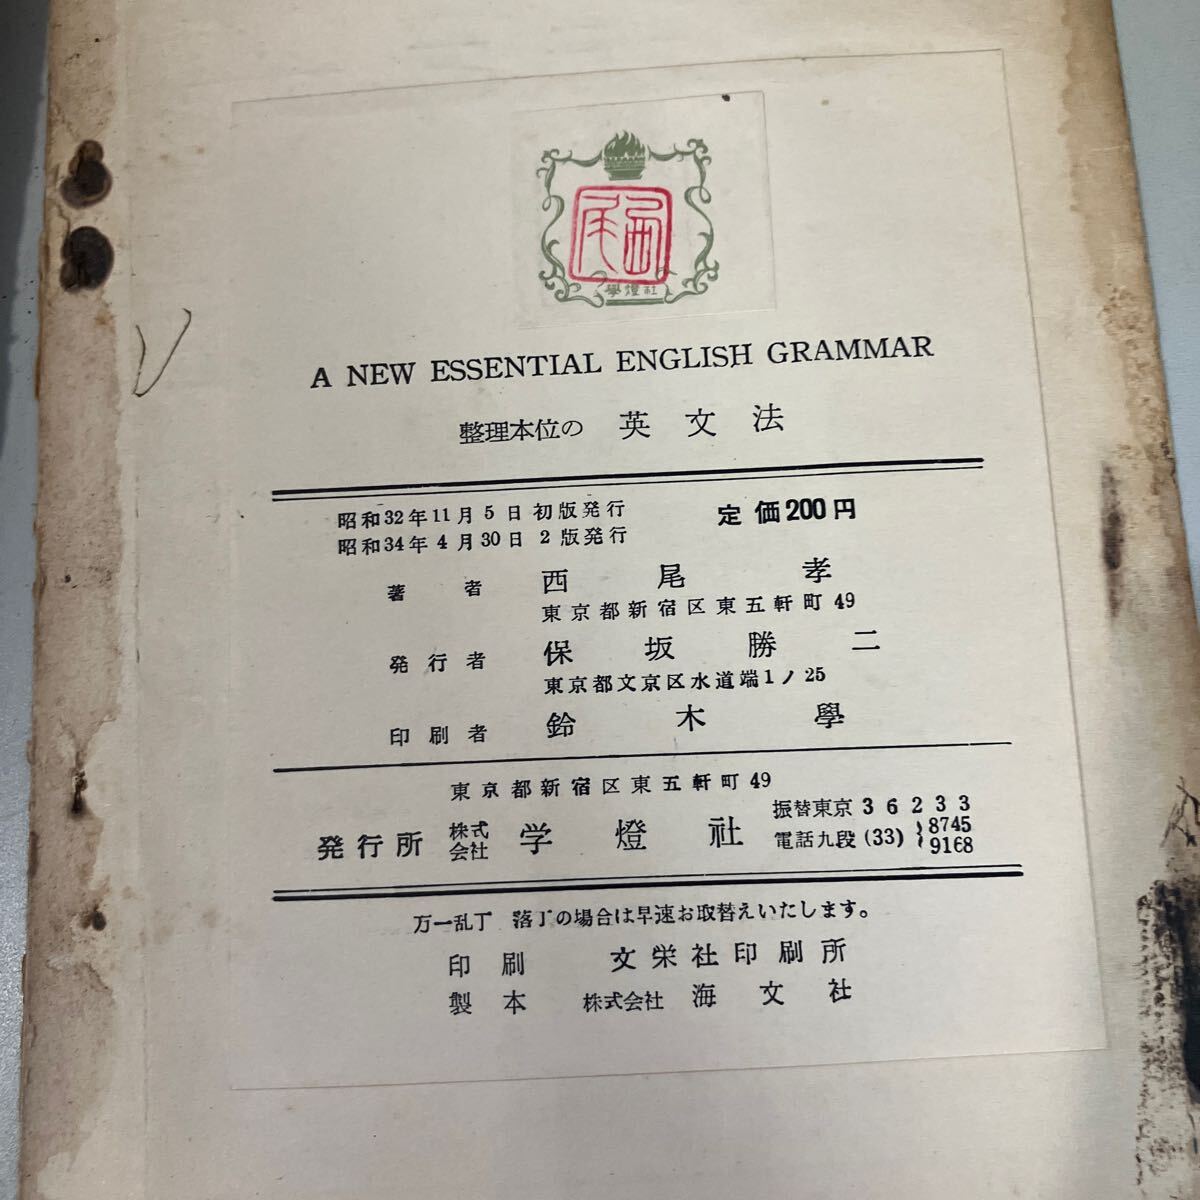 西尾
學燈社
A NEW ESSENTIAL ENGLISH GRAMMAR
整理本位の 英文法
昭和32年11月5日 初版発行
昭和34年4月30日 2版発行
定価200円
著者 西尾孝
東京都新宿区東五軒町49
発行者 保坂勝二
東京都文京区水道端1ノ25
印刷者 鈴木學
東京都新宿区東五軒町49
発行所 株式会社 学燈社
振替東京 36233
電話九段 (33) 8745 9168
万一乱丁 落丁の場合は早速お取替えいたします。
印刷 文栄社印刷所
製本 株式会社 海文社